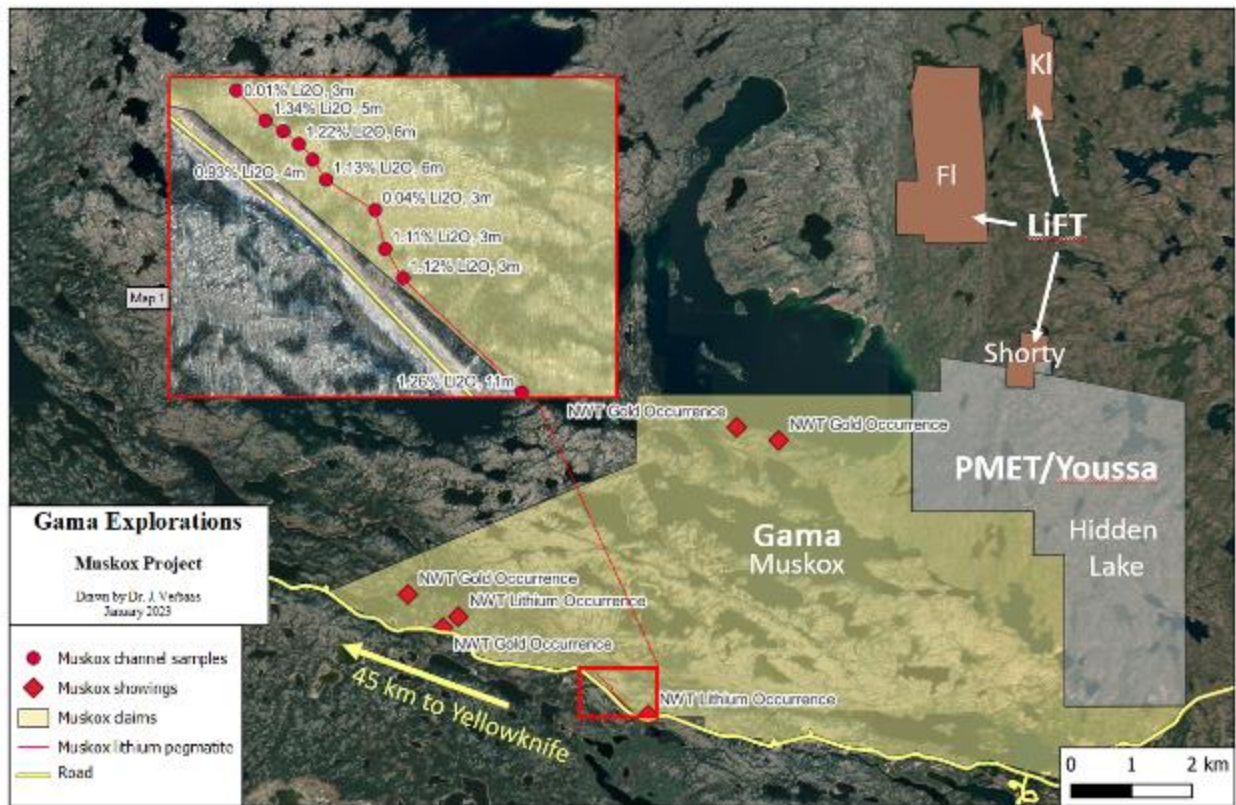 0.01% Li2O, 3m
1.34% Li2O, 5m
1.22% Li2O, 6m
0.93% Li2O, 4m
1.13% Li2O, 6m
0.04% Li2O, 3m
1.11% Li2O, 3m
1.12% Li2O, 3m
1.26% Li2O, 11m
Map 1
Kl
Fl
LiFT
Shorty
NWT Gold Occurrence
NWT Gold Occurrence
PMET/Youssa
Hidden
Lake
Gama
Muskox
NWT Gold Occurrence
NWT Lithium Occurrence
NWT Gold Occurrence
NWT Lithium Occurrence
45 km to Yellowknife
Gama Explorations
Muskox Project
Drawn by Dr. J. Verbaas
January 2023
Muskox channel samples
Muskox showings
Muskox claims
Muskox lithium pegmatite
Road
0 1 2 km